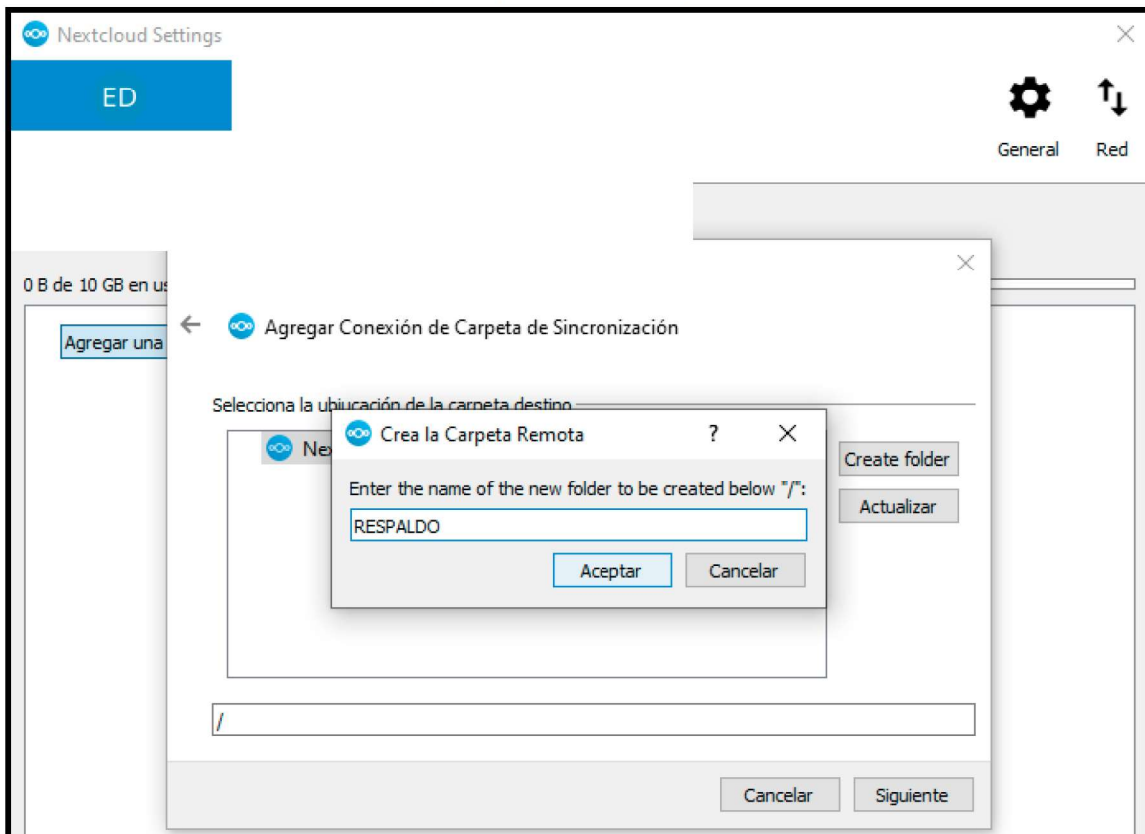 Nextcloud Settings
ED
General
Red
0 B de 10 GB en us
Agregar una
Agregar Conexión de Carpeta de Sincronización
Selecciona la ubiucación de la carpeta destino
Nex
Crea la Carpeta Remota
?
Enter the name of the new folder to be created below "/":
RESPALDO
Aceptar
Cancelar
Create folder
Actualizar
/
Cancelar
Siguiente